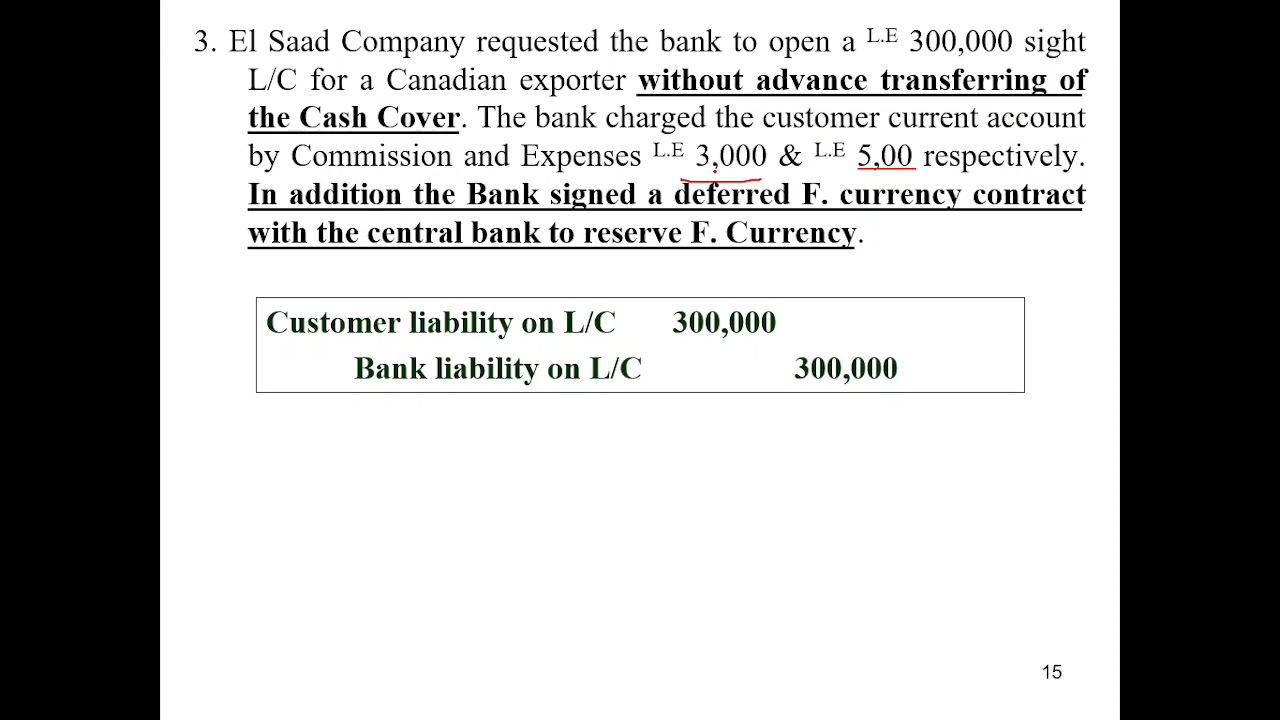 3. El Saad Company requested the bank to open a L.E 300,000 sight
L/C for a Canadian exporter without advance transferring of
the Cash Cover. The bank charged the customer current account
by Commission and Expenses L.E 3,000 & L.E 5,00 respectively.
In addition the Bank signed a deferred F. currency contract
with the central bank to reserve F. Currency.
Customer liability on L/C 300,000
Bank liability on L/C 300,000
15